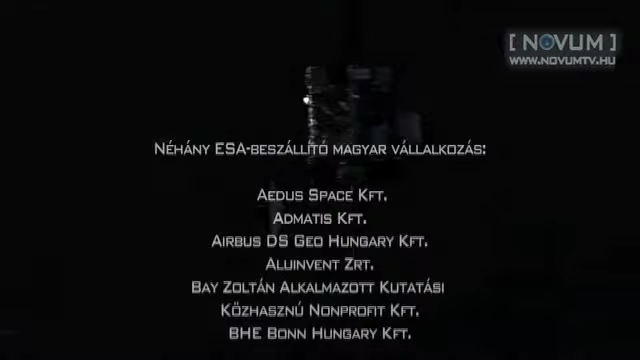 [ NOVUM ]
WWW.NOVUMTV.HU
NÉHÁNY ESA-BESZÁLLÍTÓ MAGYAR VÁLLALKOZÁS:
AEDUS SPACE KFT.
ADMATIS KFT.
AIRBUS DS GEO HUNGARY KFT.
ALUINVENT ZRT.
BAY ZOLTÁN ALKALMAZOTT KUTATÁSI
KÖZHASZNÚ NONPROFIT KFT.
BHE BONN HUNGARY KFT.